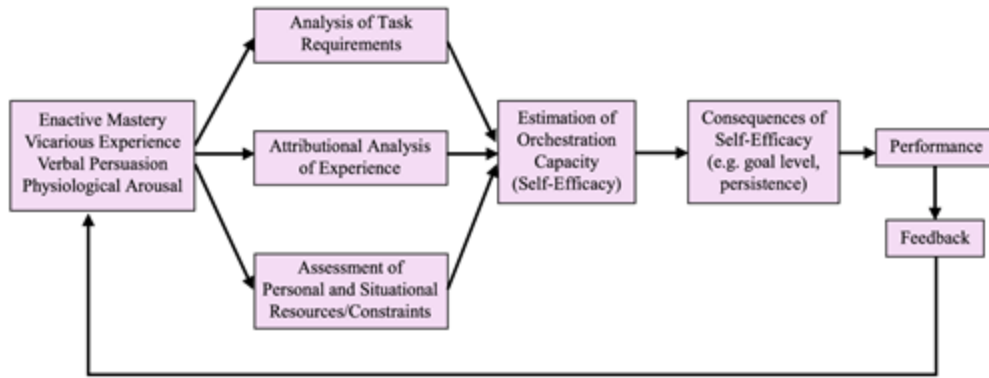 Analysis of Task
Requirements
Enactive Mastery
Vicarious Experience
Verbal Persuasion
Physiological Arousal
Attributional Analysis
of Experience
Assessment of
Personal and Situational
Resources/Constraints
Estimation of
Orchestration
Capacity
(Self-Efficacy)
Consequences of
Self-Efficacy
(e.g. goal level,
persistence)
Performance
Feedback